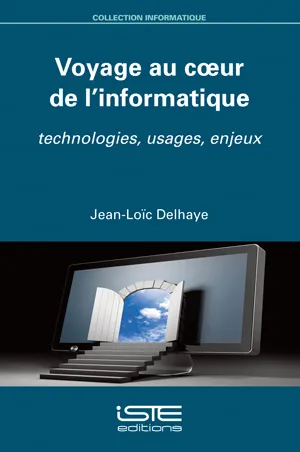 COLLECTION INFORMATIQUE
Voyage au cœur
de l'informatique
technologies, usages, enjeux
Jean-Loïc Delhaye
iSTE
editions